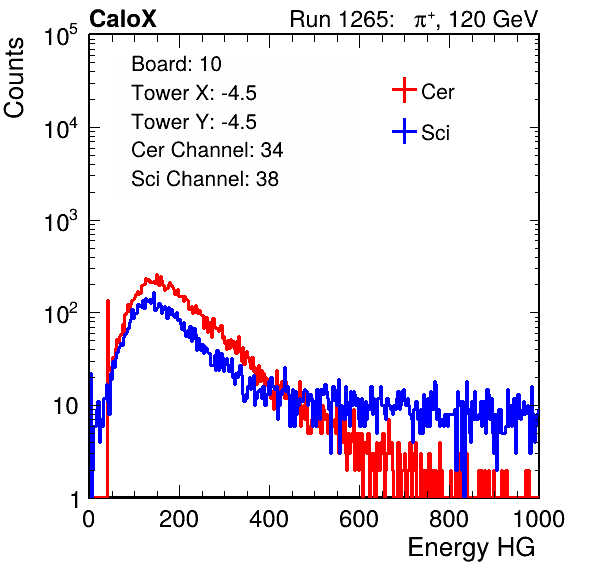 CaloX Run 1265: π⁺, 120 GeV
Counts
10⁵
10⁴
10³
10²
10
1
Board: 10
Tower X: -4.5
Tower Y: -4.5
Cer Channel: 34
Sci Channel: 38
Cer
Sci
0 200 400 600 800 1000
Energy HG